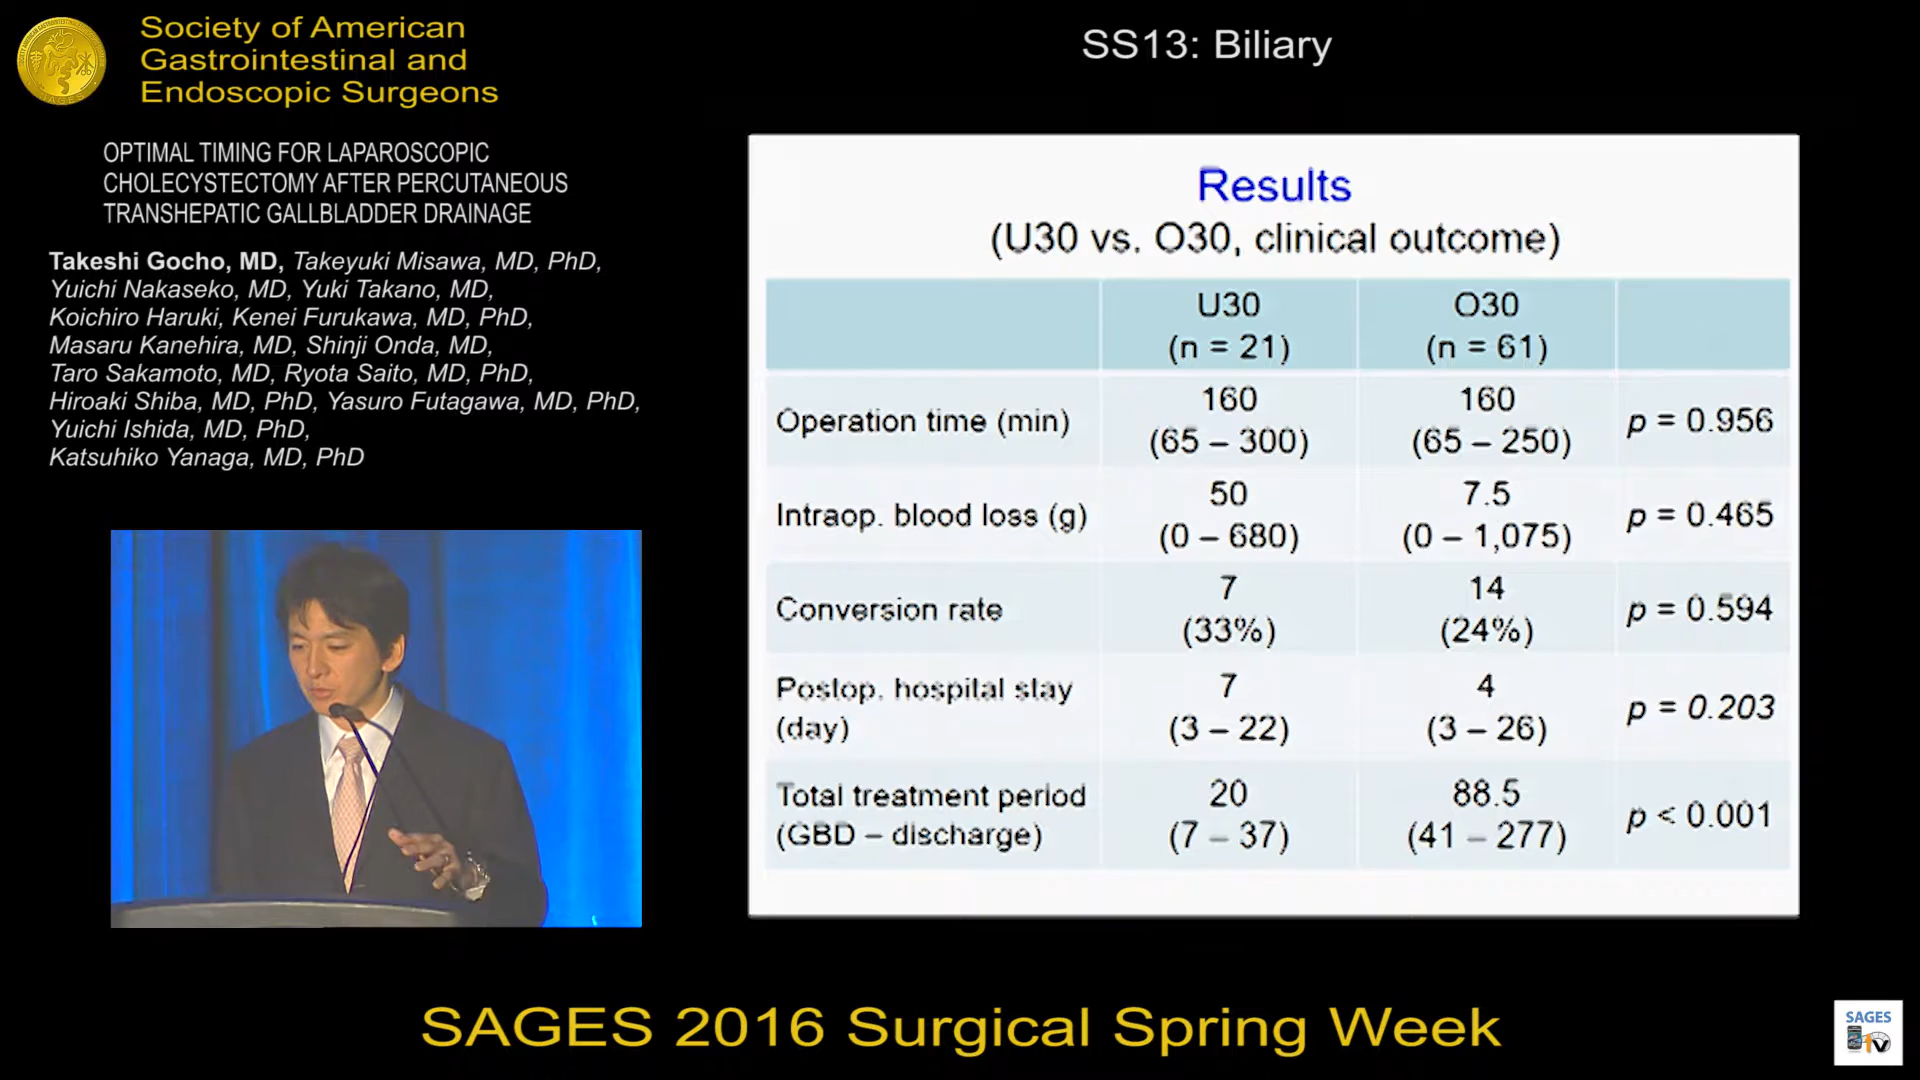 Society of American
Gastrointestinal and
Endoscopic Surgeons
SS13: Biliary
OPTIMAL TIMING FOR LAPAROSCOPIC
CHOLECYSTECTOMY AFTER PERCUTANEOUS
TRANSHEPATIC GALLBLADDER DRAINAGE
Takeshi Gocho, MD, Takeyuki Misawa, MD, PhD,
Yuichi Nakaseko, MD, Yuki Takano, MD,
Koichiro Haruki, Kenei Furukawa, MD, PhD,
Masaru Kanehira, MD, Shinji Onda, MD,
Taro Sakamoto, MD, Ryota Saito, MD, PhD,
Hiroaki Shiba, MD, PhD, Yasuro Futagawa, MD, PhD,
Yuichi Ishida, MD, PhD,
Katsuhiko Yanaga, MD, PhD
Results
(U30 vs. O30, clinical outcome)
U30 O30
(n = 21) (n = 61)
Operation time (min) 160 (65 – 300) 160 (65 – 250) p = 0.956
Intraop. blood loss (g) 50 (0 – 680) 7.5 (0 – 1,075) p = 0.465
Conversion rate 7 (33%) 14 (24%) p = 0.594
Postop. hospital stay (day) 7 (3 – 22) 4 (3 – 26) p = 0.203
Total treatment period (GBD – discharge) 20 (7 – 37) 88.5 (41 – 277) p < 0.001
SAGES 2016 Surgical Spring Week
SAGES
TV